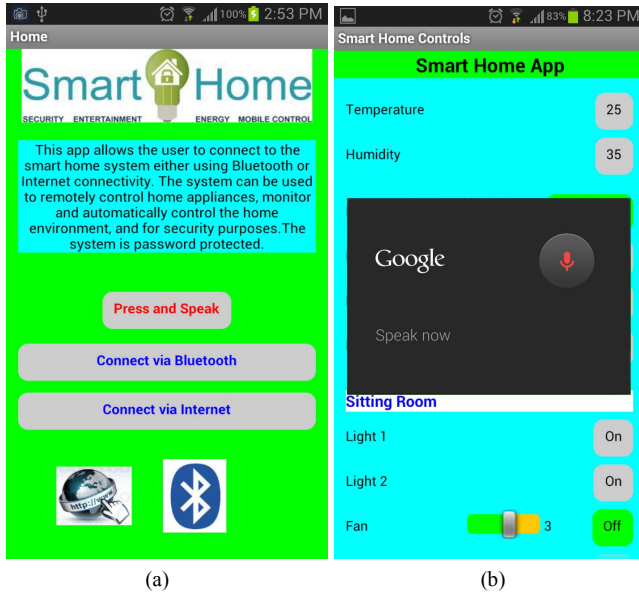 100% 2:53 PM
Home
Smart Home
SECURITY ENTERTAINMENT ENERGY MOBILE CONTROL
This app allows the user to connect to the
smart home system either using Bluetooth or
Internet connectivity. The system can be used
to remotely control home appliances, monitor
and automatically control the home
environment, and for security purposes.The
system is password protected.
Press and Speak
Connect via Bluetooth
Connect via Internet
http://www
(a)
83% 8:23 PM
Smart Home Controls
Smart Home App
Temperature 25
Humidity 35
Google
Speak now
Sitting Room
Light 1 On
Light 2 On
Fan 3 Off
(b)